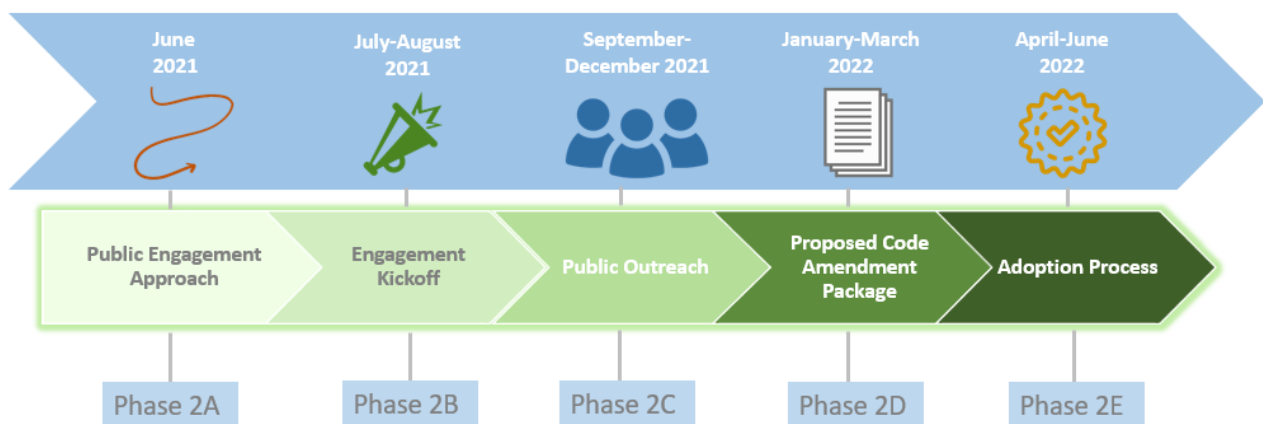 June
2021
July-August
2021
September-
December 2021
January-March
2022
April-June
2022
Public Engagement
Approach
Engagement
Kickoff
Public Outreach
Proposed Code
Amendment
Package
Adoption Process
Phase 2A
Phase 2B
Phase 2C
Phase 2D
Phase 2E